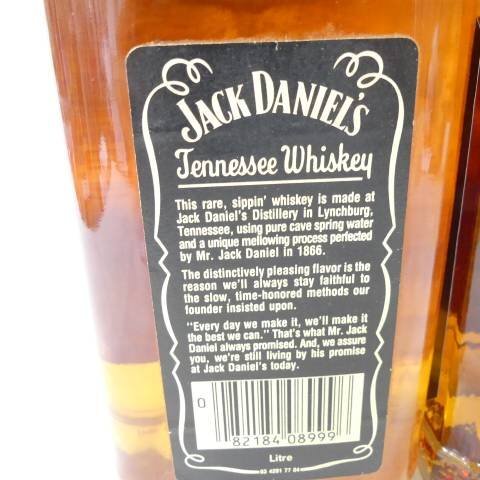 JACK DANIEL'S
Tennessee Whiskey
This rare, sippin' whiskey is made at
Jack Daniel's Distillery in Lynchburg,
Tennessee, using pure cave spring water
and a unique mellowing process perfected
by Mr. Jack Daniel in 1866.
The distinctively pleasing flavor is the
reason we'll always stay faithful to
the slow, time-honored methods our
founder insisted upon.
"Every day we make it, we'll make it
the best we can." That's what Mr. Jack
Daniel always promised. And, we assure
you, we're still living by his promise
at Jack Daniel's today.
0
82184 08999
Litre
03 4291 77 84